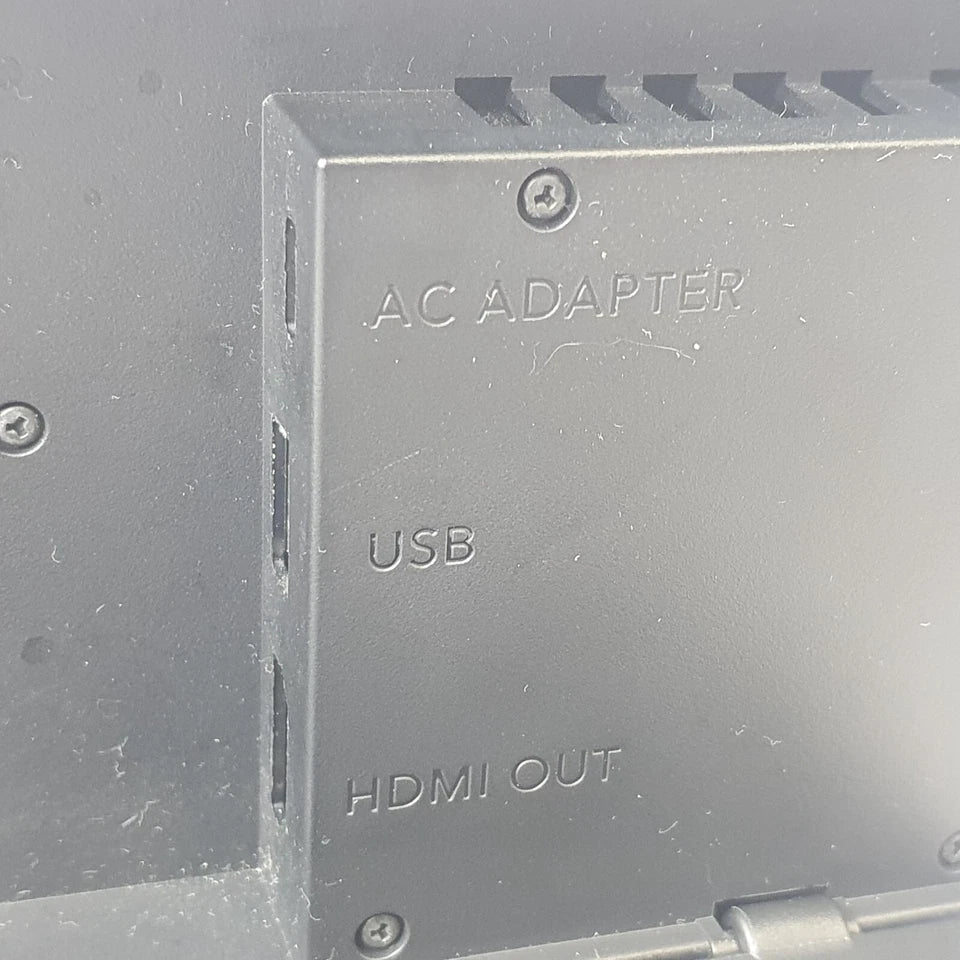 AC ADAPTER
USB
HDMI OUT